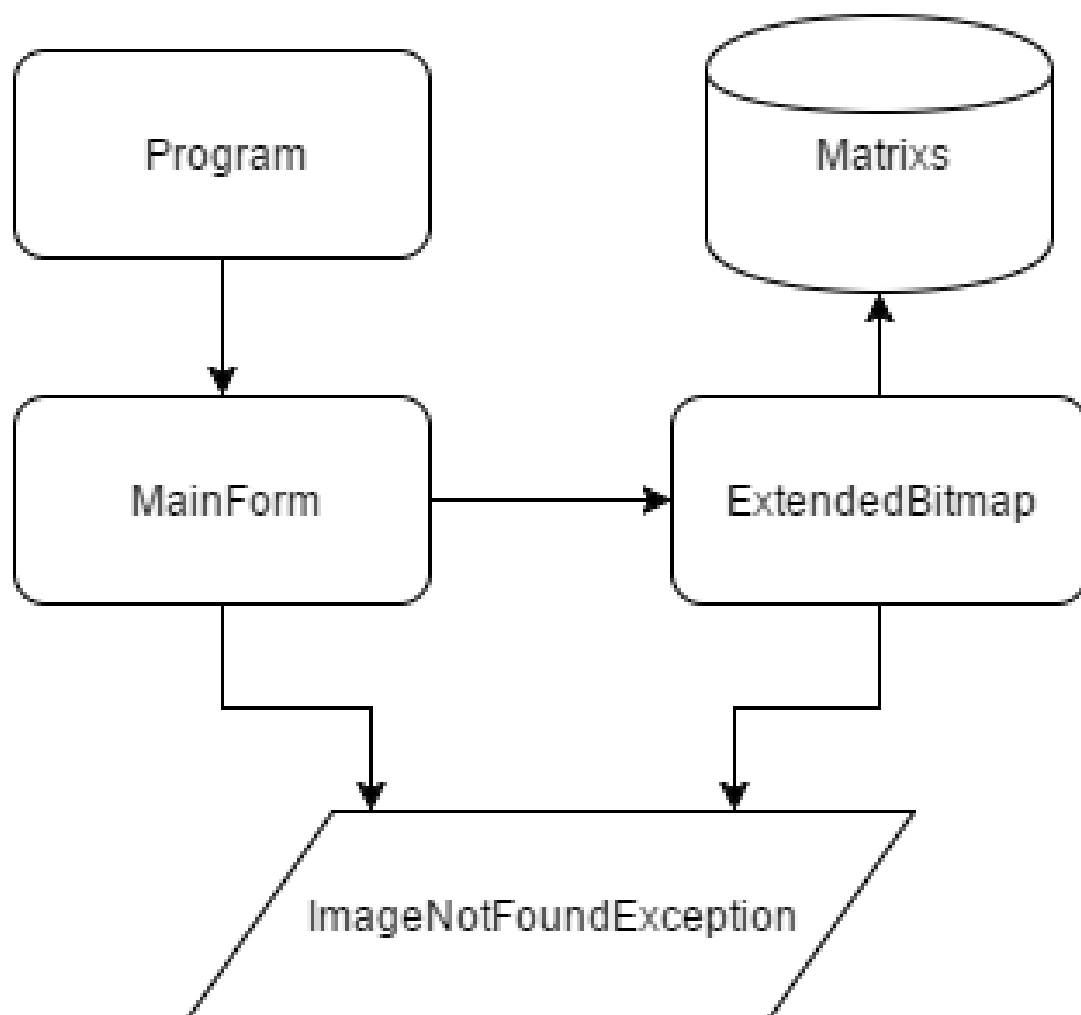 Program
Matrixs
MainForm
ExtendedBitmap
ImageNotFoundException